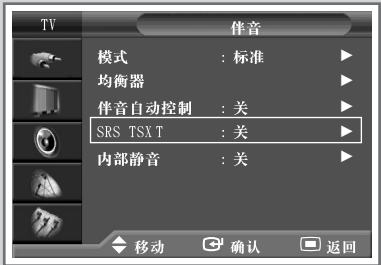 TV 伴音
模式 : 标准 ▶
均衡器 ▶
伴音自动控制 : 关 ▶
SRS TSXT : 关 ▶
内部静音 : 关 ▶
移动 确认 返回